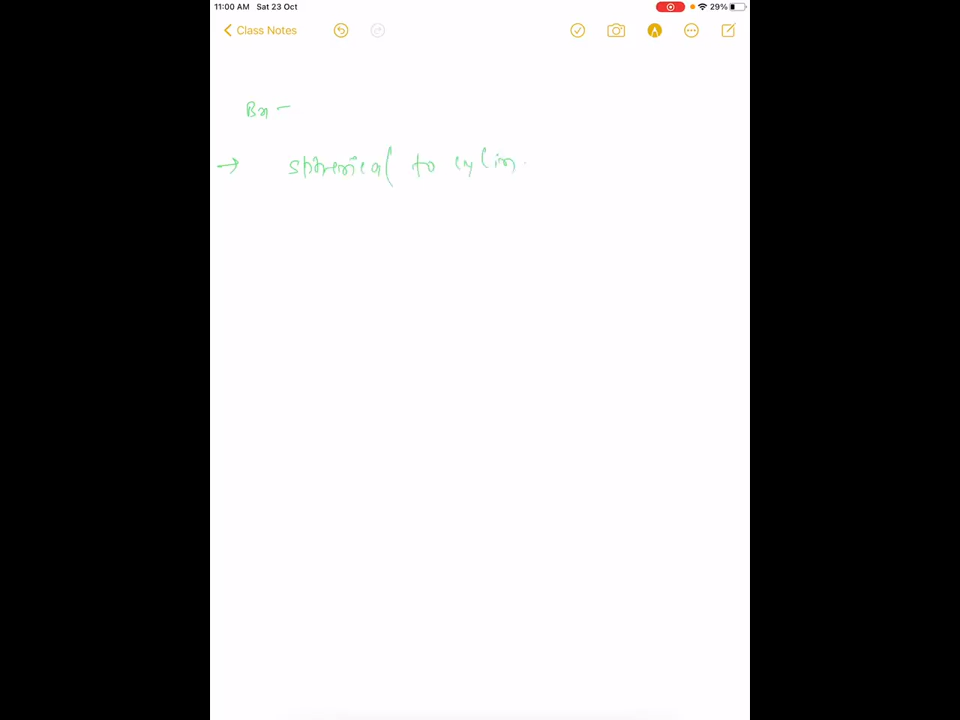 11:00 AM Sat 23 Oct 29%
Class Notes
→ spherical to cylin.